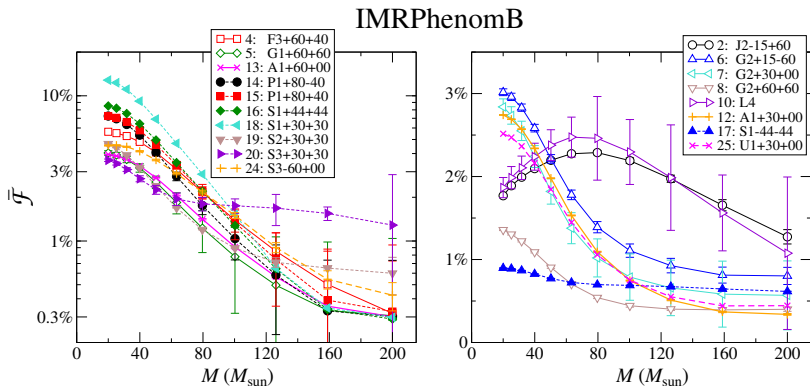 IMRPhenomB
4: F3+60+40
5: G1+60+60
13: A1+60+00
14: P1+80-40
15: P1+80+40
16: S1+44+44
18: S1+30+30
19: S2+30+30
20: S3+30+30
24: S3-60+00
10%
3%
1%
0.3%
ℱ̄
0 40 80 120 160 200
M (Msun)
2: J2-15+60
6: G2+15-60
7: G2+30+00
8: G2+60+60
10: L4
12: A1+30+00
17: S1-44-44
25: U1+30+00
3%
2%
1%
0
0 40 80 120 160 200
M (Msun)